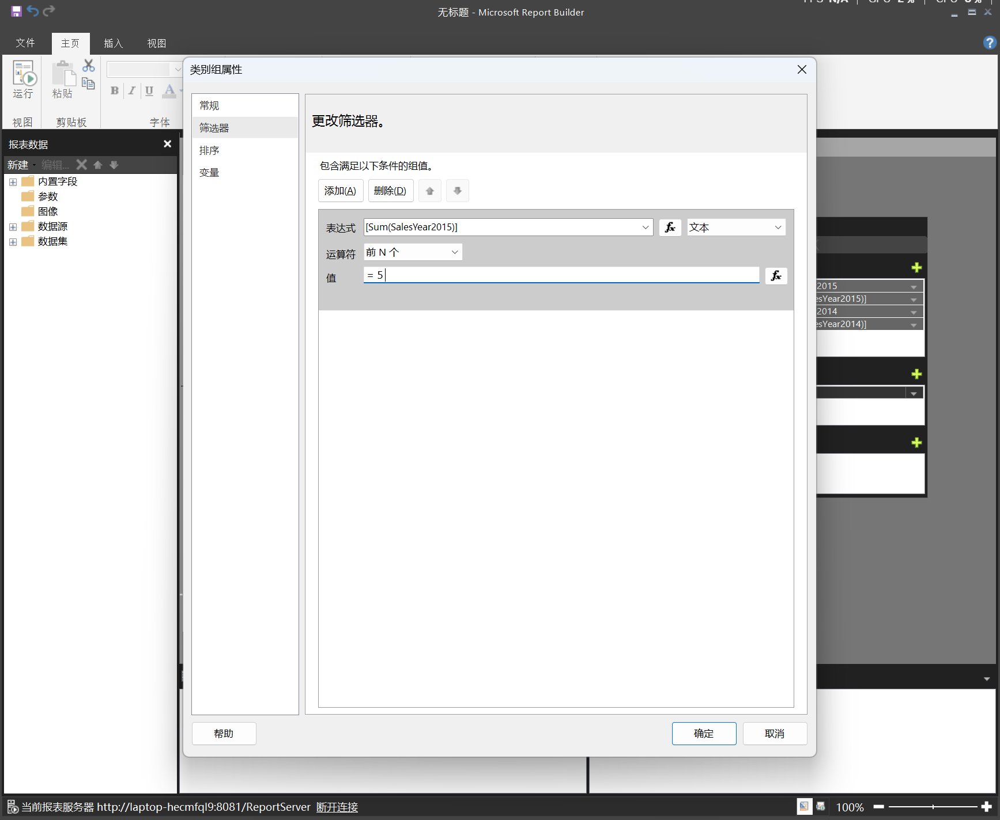 无标题 - Microsoft Report Builder
文件 主页 插入 视图
运行 粘贴
B I U A
视图 剪贴板 字体
报表数据
新建 编辑...
内置字段
参数
图像
数据源
数据集
类别组属性
常规
筛选器
排序
变量
更改筛选器。
包含满足以下条件的组值。
添加(A) 删除(D)
表达式 [Sum(SalesYear2015)] fx 文本
运算符 前 N 个
值 = 5 fx
2015
esYear2015)]
2014
esYear2014)]
帮助 确定 取消
当前报表服务器 http://laptop-hecmfql9:8081/ReportServer 断开连接 100%